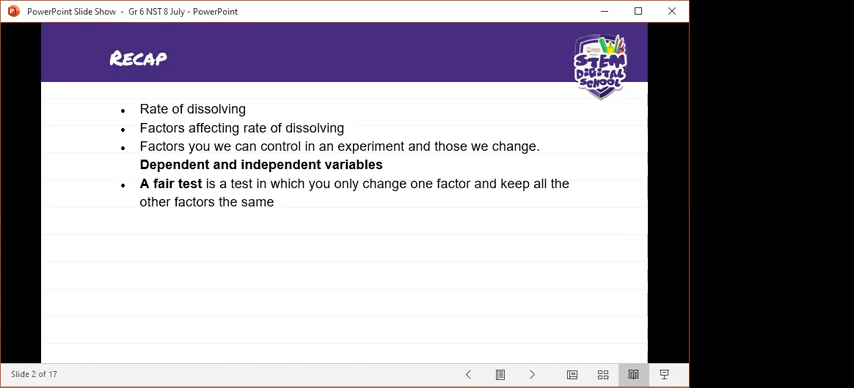 PowerPoint Slide Show - Gr 6 NST 8 July - PowerPoint
RECAP
STEM
DIGITAL
SCHOOL
• Rate of dissolving
• Factors affecting rate of dissolving
• Factors you we can control in an experiment and those we change.
Dependent and independent variables
• A fair test is a test in which you only change one factor and keep all the
other factors the same
Slide 2 of 17